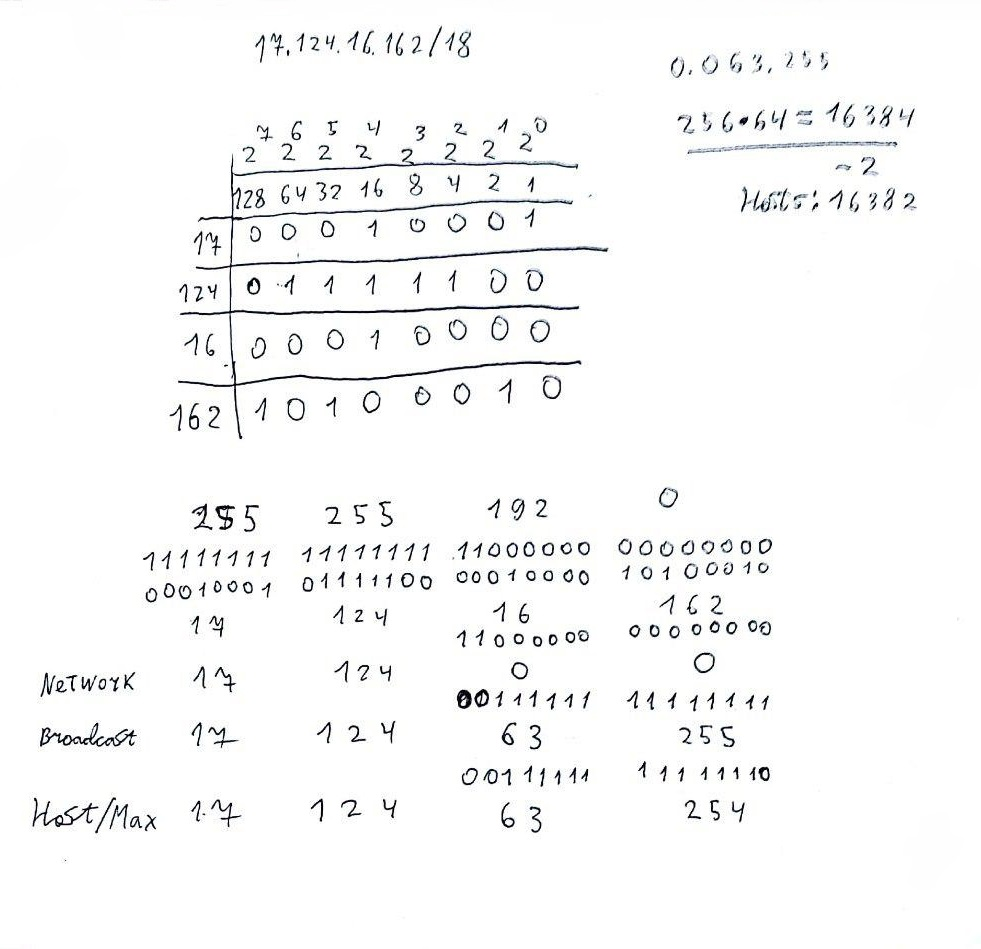 17.124.16.162/18
0.063.255
256•64=16384
-2
Hosts: 16382
7 6 5 4 3 2 1 0
2 2 2 2 2 2 2 2
128 64 32 16 8 4 2 1
17 0 0 0 1 0 0 0 1
124 0 1 1 1 1 1 0 0
16 0 0 0 1 0 0 0 0
162 1 0 1 0 0 0 1 0
255 255 192 0
11111111 11111111 .11000000 00000000
00010001 01111100 00010000 10100010
17 124 16 162
11000000 00000000
Network 17 124 0 0
00111111 11111111
Broadcast 17 124 63 255
00111111 11111110
Host/Max 17 124 63 254